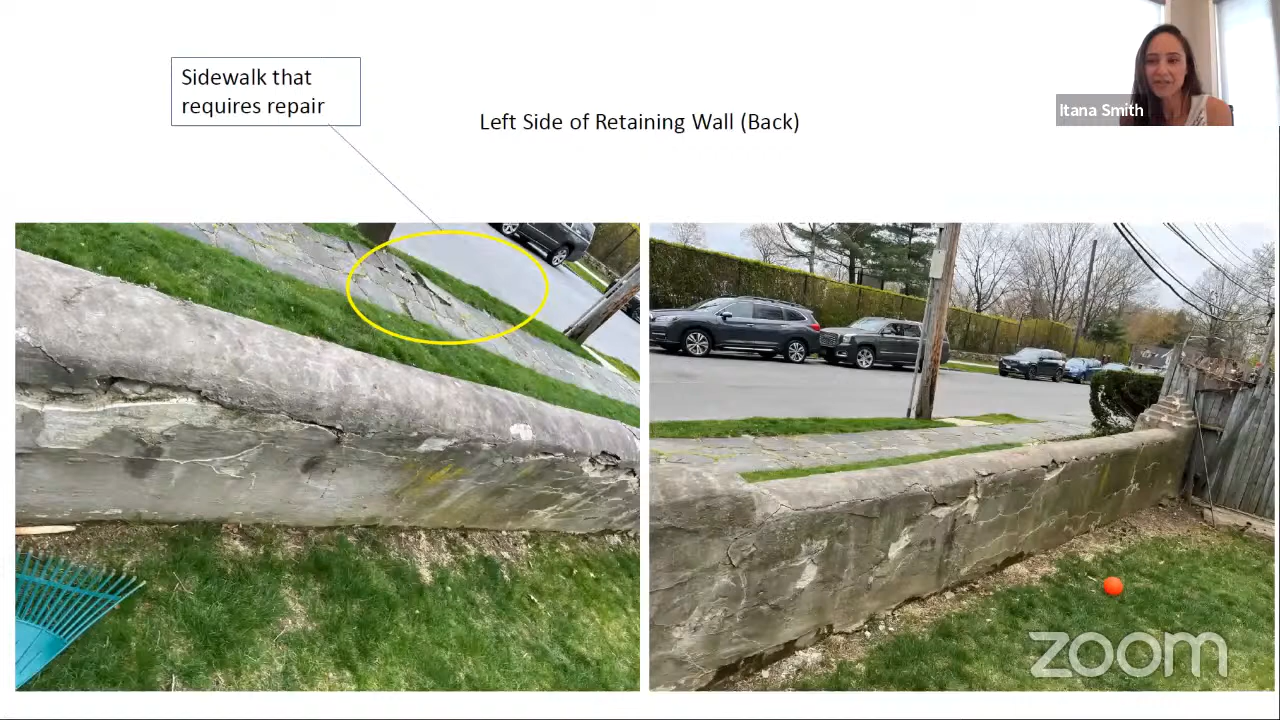 Sidewalk that
requires repair
Left Side of Retaining Wall (Back)
Itana Smith
zoom